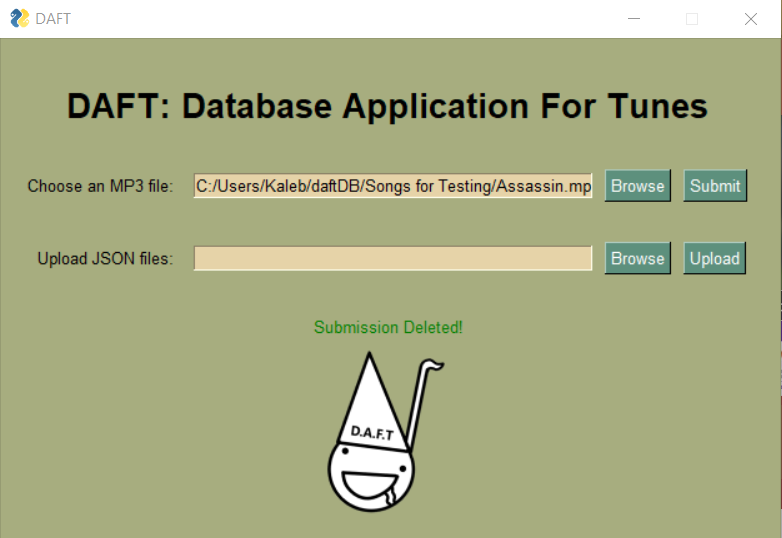 DAFT
DAFT: Database Application For Tunes
Choose an MP3 file: C:/Users/Kaleb/daftDB/Songs for Testing/Assassin.mp Browse Submit
Upload JSON files: Browse Upload
Submission Deleted!
D.A.F.T